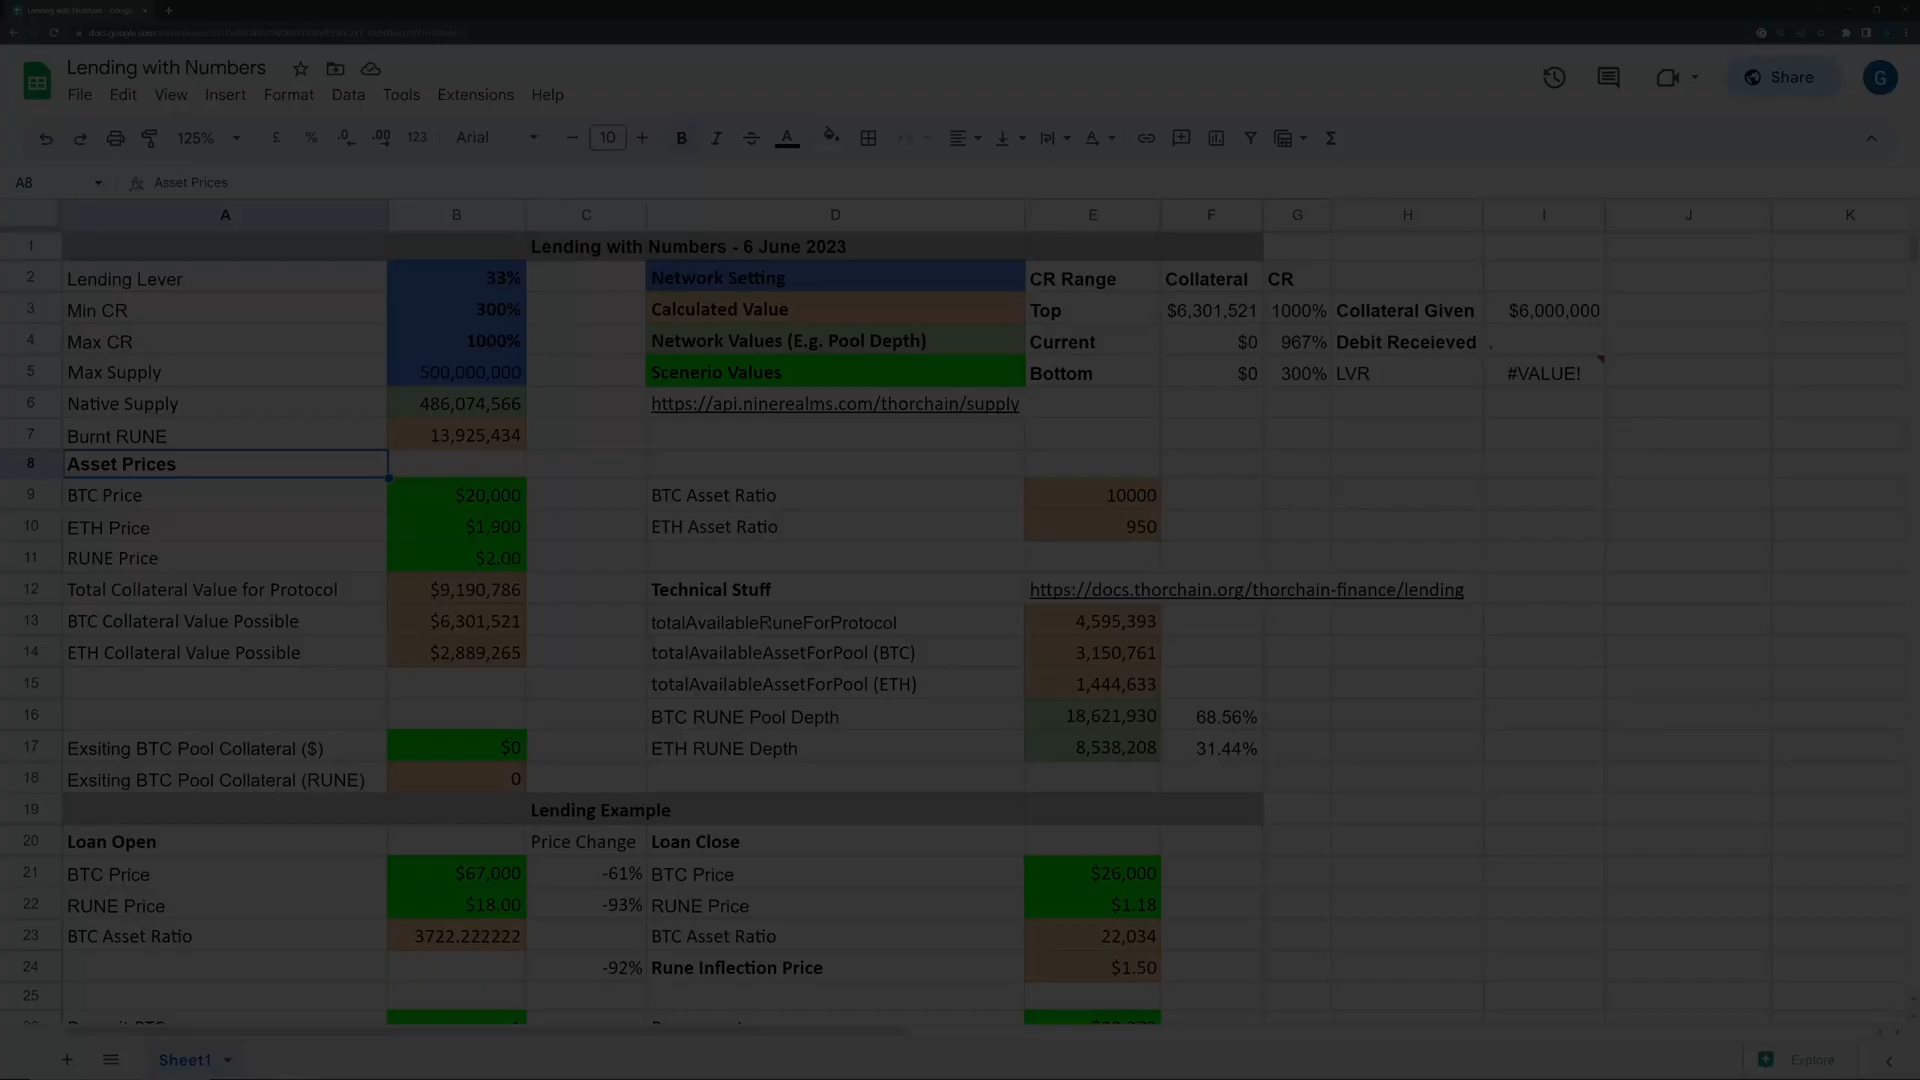 Lending with Numbers - Googl
Lending with Numbers
File Edit View Insert Format Data Tools Extensions Help
Share
G
125% £ % .0 .00 123 Arial 10 B I A Σ
A8 fx Asset Prices
A B C D E F G H I J K
1 Lending with Numbers - 6 June 2023
2 Lending Lever 33% Network Setting CR Range Collateral CR
3 Min CR 300% Calculated Value Top $6,301,521 1000% Collateral Given $6,000,000
4 Max CR 1000% Network Values (E.g. Pool Depth) Current $0 967% Debit Receieved .
5 Max Supply 500,000,000 Scenerio Values Bottom $0 300% LVR #VALUE!
6 Native Supply 486,074,566 https://api.ninerealms.com/thorchain/supply
7 Burnt RUNE 13,925,434
8 Asset Prices
9 BTC Price $20,000 BTC Asset Ratio 10000
10 ETH Price $1,900 ETH Asset Ratio 950
11 RUNE Price $2.00
12 Total Collateral Value for Protocol $9,190,786 Technical Stuff https://docs.thorchain.org/thorchain-finance/lending
13 BTC Collateral Value Possible $6,301,521 totalAvailableRuneForProtocol 4,595,393
14 ETH Collateral Value Possible $2,889,265 totalAvailableAssetForPool (BTC) 3,150,761
15 totalAvailableAssetForPool (ETH) 1,444,633
16 BTC RUNE Pool Depth 18,621,930 68.56%
17 Exsiting BTC Pool Collateral ($) $0 ETH RUNE Depth 8,538,208 31.44%
18 Exsiting BTC Pool Collateral (RUNE) 0
19 Lending Example
20 Loan Open Price Change Loan Close
21 BTC Price $67,000 -61% BTC Price $26,000
22 RUNE Price $18.00 -93% RUNE Price $1.18
23 BTC Asset Ratio 3722.222222 BTC Asset Ratio 22,034
24 -92% Rune Inflection Price $1.50
25
Sheet1
Explore